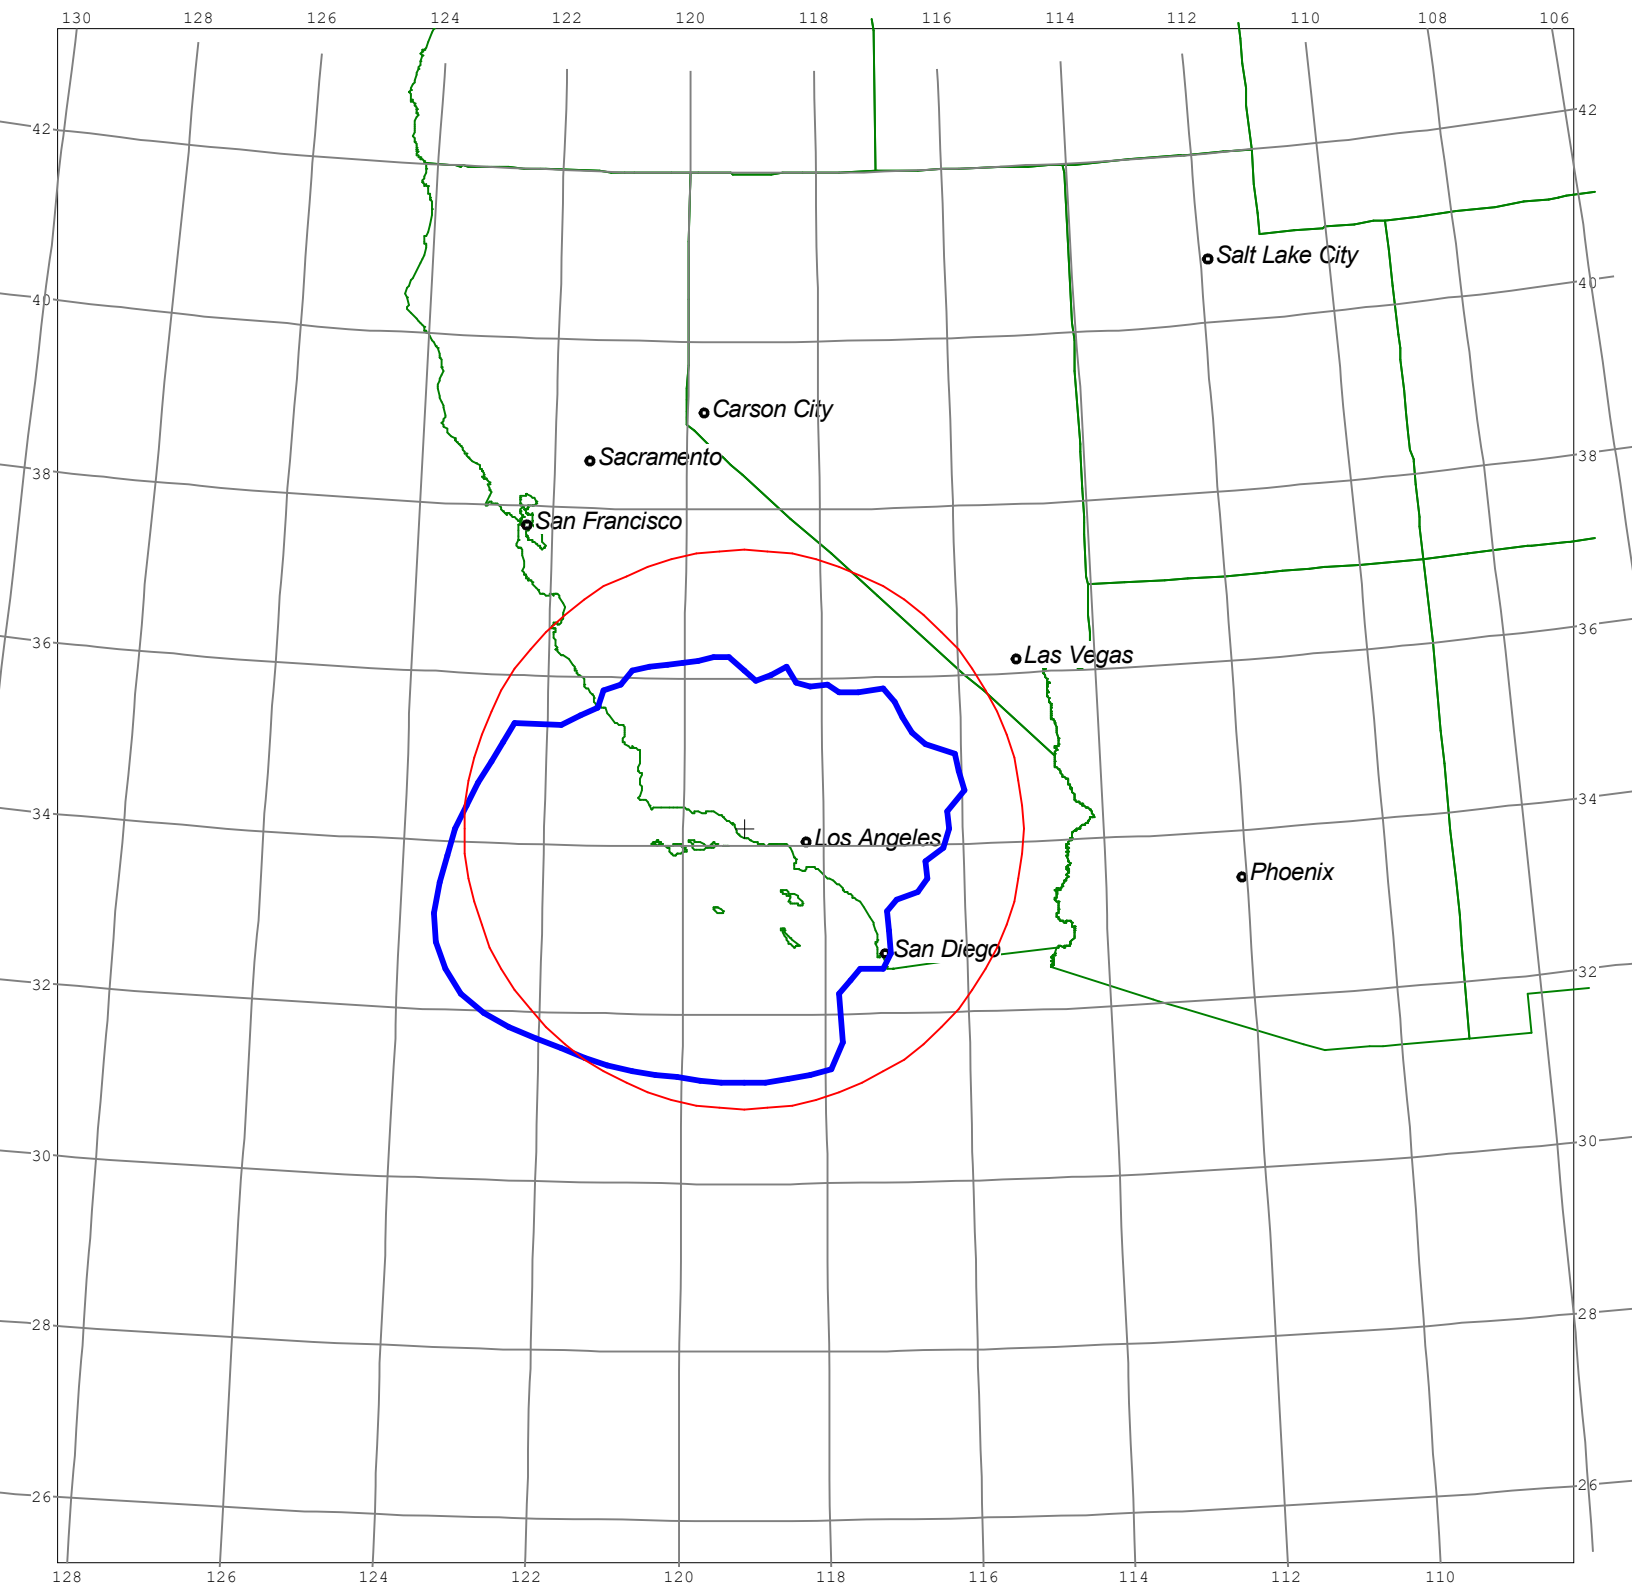 130 128 126 124 122 120 118 116 114 112 110 108 106
42 42
Salt Lake City
40 40
Carson City
Sacramento
38 38
San Francisco
36 36
Las Vegas
34 34
Los Angeles
Phoenix
San Diego
32 32
30 30
28 28
26 26
128 126 124 122 120 118 116 114 112 110